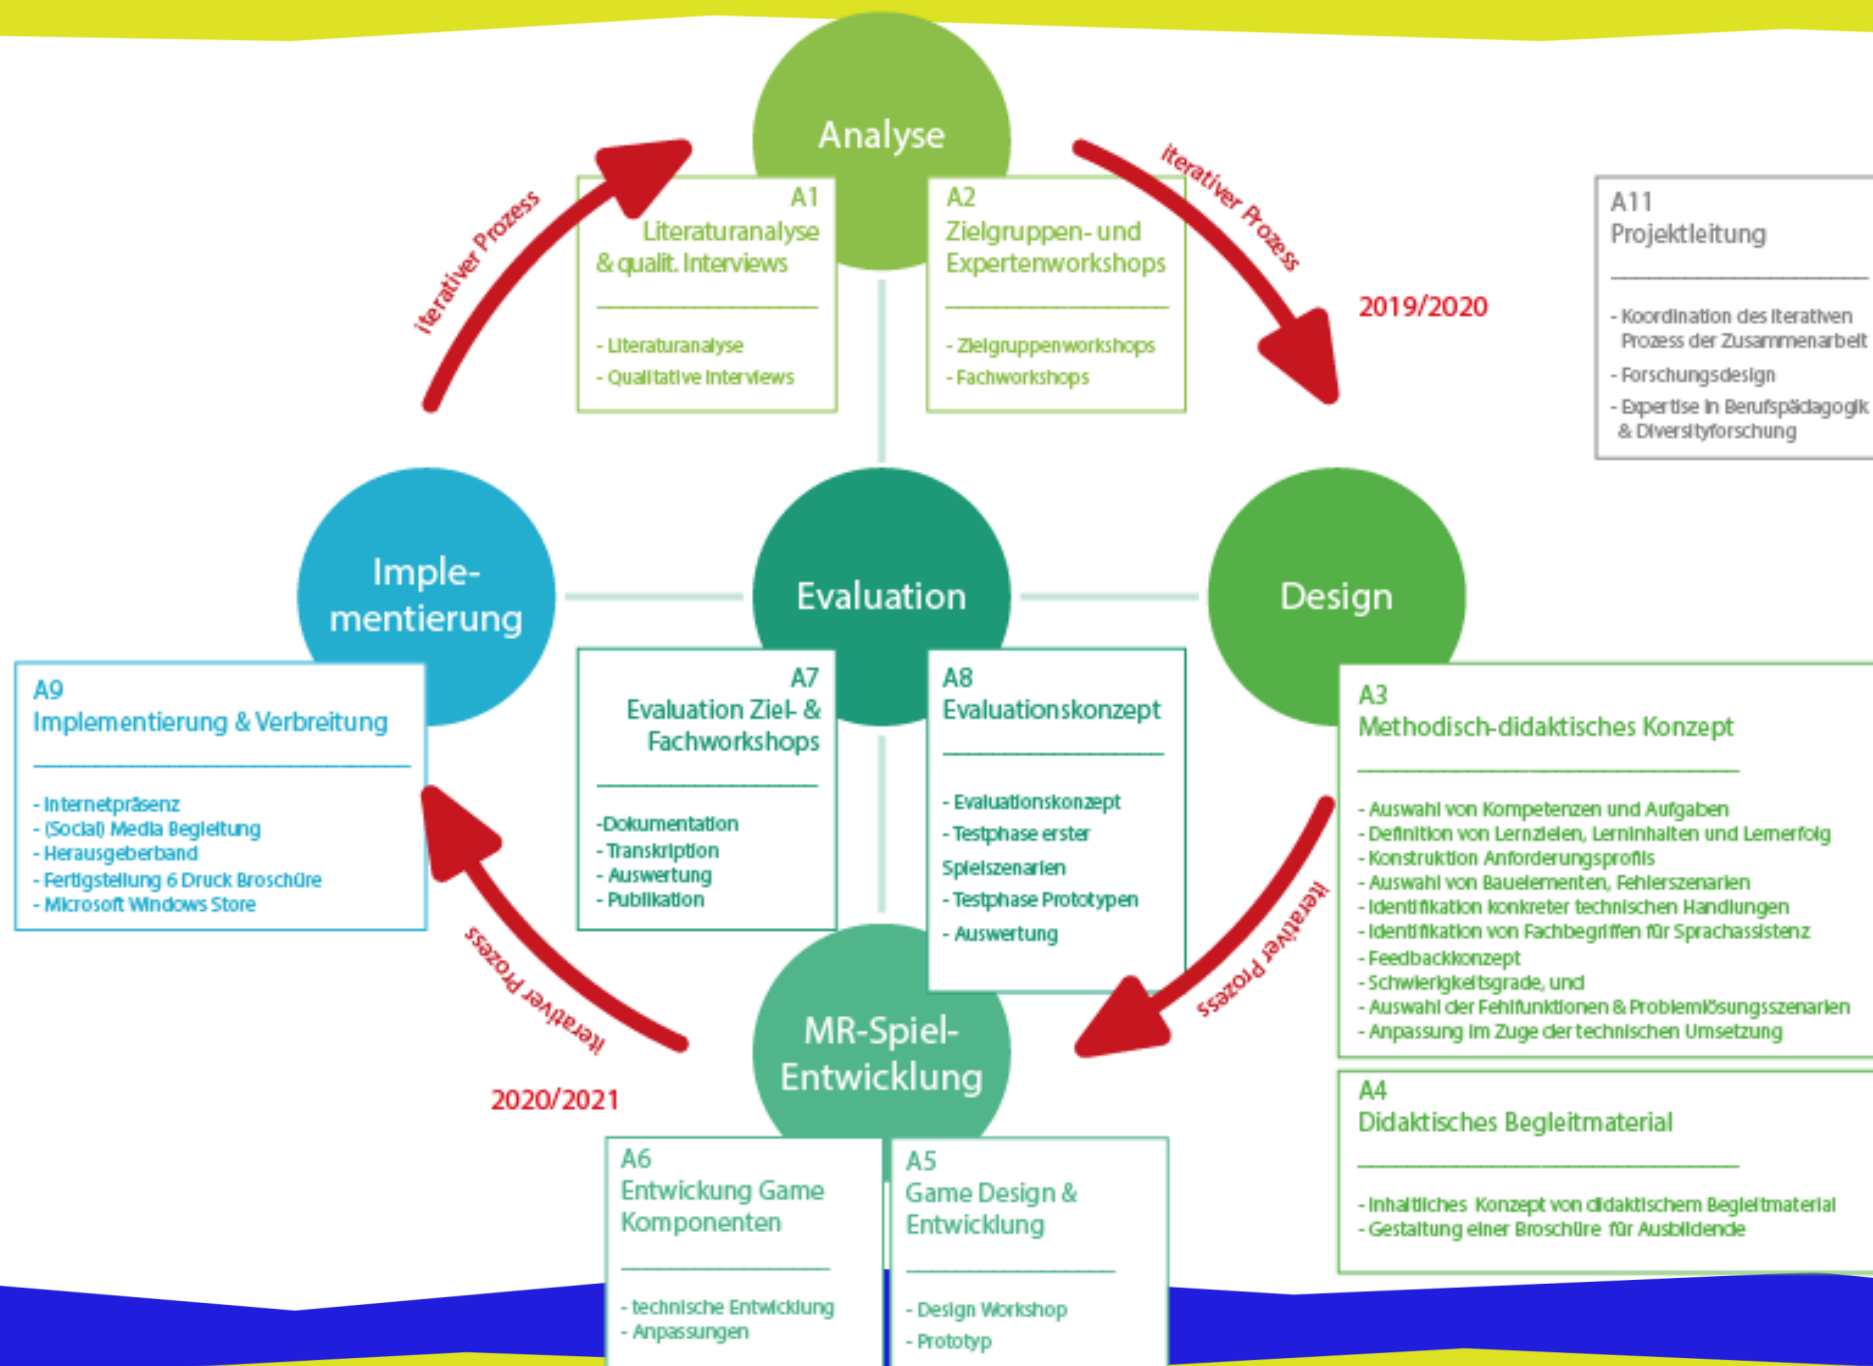 Analyse
iterativer Prozess
iterativer Prozess
A1
Literaturanalyse
& qualit. Interviews
- Literaturanalyse
- Qualitative Interviews
A2
Zielgruppen- und
Expertenworkshops
- Zielgruppenworkshops
- Fachworkshops
2019/2020
A11
Projektleitung
- Koordination des iterativen
Prozess der Zusammenarbeit
- Forschungsdesign
- Expertise in Berufspädagogik
& Diversityforschung
Imple-
mentierung
Evaluation
Design
A9
Implementierung & Verbreitung
- Internetpräsenz
- (Social) Media Begleitung
- Herausgeberband
- Fertigstellung 6 Druck Broschüre
- Microsoft Windows Store
A7
Evaluation Ziel- &
Fachworkshops
-Dokumentation
- Transkription
- Auswertung
- Publikation
A8
Evaluationskonzept
- Evaluationskonzept
- Testphase erster
Spielszenarien
- Testphase Prototypen
- Auswertung
A3
Methodisch-didaktisches Konzept
- Auswahl von Kompetenzen und Aufgaben
- Definition von Lernzielen, Lerninhalten und Lernerfolg
- Konstruktion Anforderungsprofils
- Auswahl von Bauelementen, Fehlerszenarien
- Identifikation konkreter technischen Handlungen
- Identifikation von Fachbegriffen für Sprachassistenz
- Feedbackkonzept
- Schwierigkeitsgrade, und
- Auswahl der Fehlfunktionen & Problemlösungsszenarien
- Anpassung im Zuge der technischen Umsetzung
iterativer Prozess
iterativer Prozess
MR-Spiel-
Entwicklung
2020/2021
A4
Didaktisches Begleitmaterial
- Inhaltliches Konzept von didaktischem Begleitmaterial
- Gestaltung einer Broschüre für Ausbildende
A6
Entwickung Game
Komponenten
- technische Entwicklung
- Anpassungen
A5
Game Design &
Entwicklung
- Design Workshop
- Prototyp